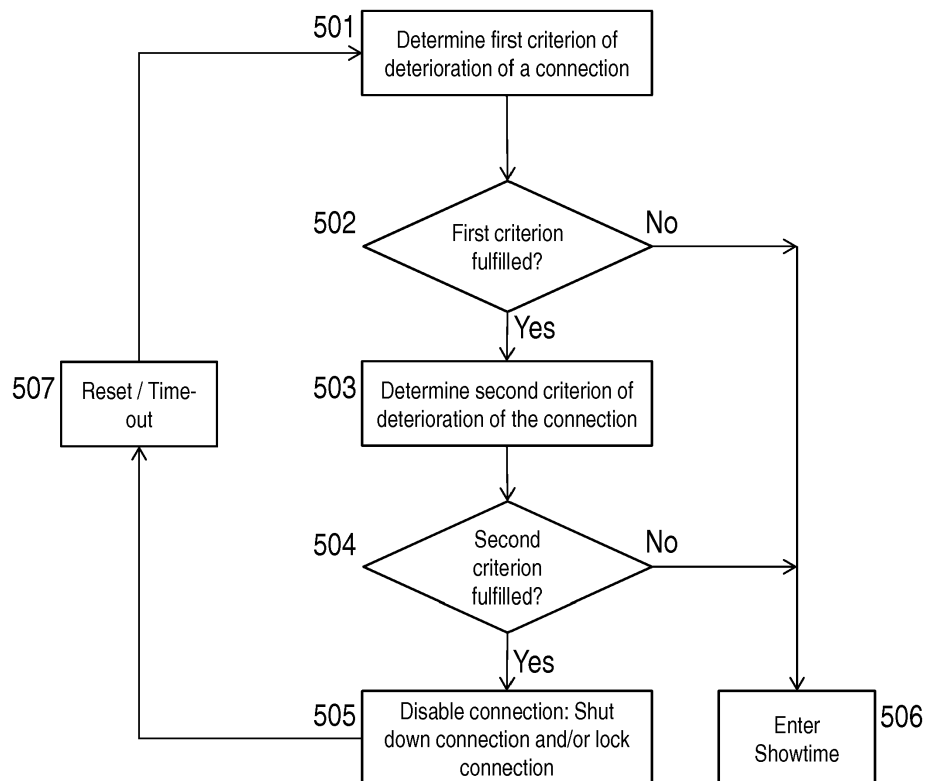 501
Determine first criterion of
deterioration of a connection
502
First criterion
fulfilled?
No
Yes
507
Reset / Time-
out
503
Determine second criterion of
deterioration of the connection
504
Second
criterion
fulfilled?
No
Yes
505
Disable connection: Shut
down connection and/or lock
connection
Enter
Showtime
506